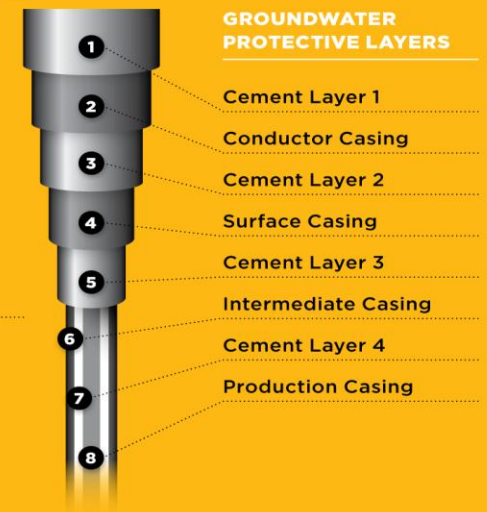 GROUNDWATER
PROTECTIVE LAYERS
1
Cement Layer 1
2
Conductor Casing
3
Cement Layer 2
4
Surface Casing
5
Cement Layer 3
6
Intermediate Casing
7
Cement Layer 4
8
Production Casing